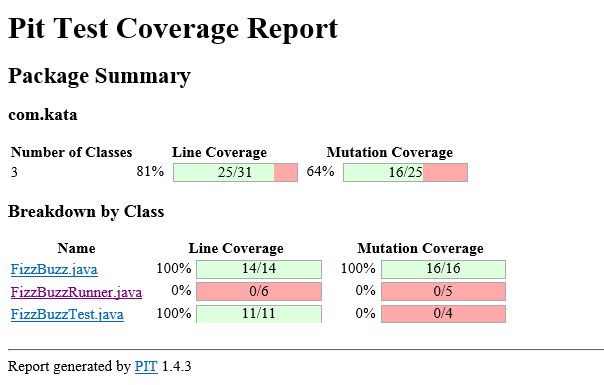 Pit Test Coverage Report
Package Summary
com.kata
Number of Classes Line Coverage Mutation Coverage
3 81% 25/31 64% 16/25
Breakdown by Class
Name Line Coverage Mutation Coverage
FizzBuzz.java 100% 14/14 100% 16/16
FizzBuzzRunner.java 0% 0/6 0% 0/5
FizzBuzzTest.java 100% 11/11 0% 0/4
Report generated by PIT 1.4.3